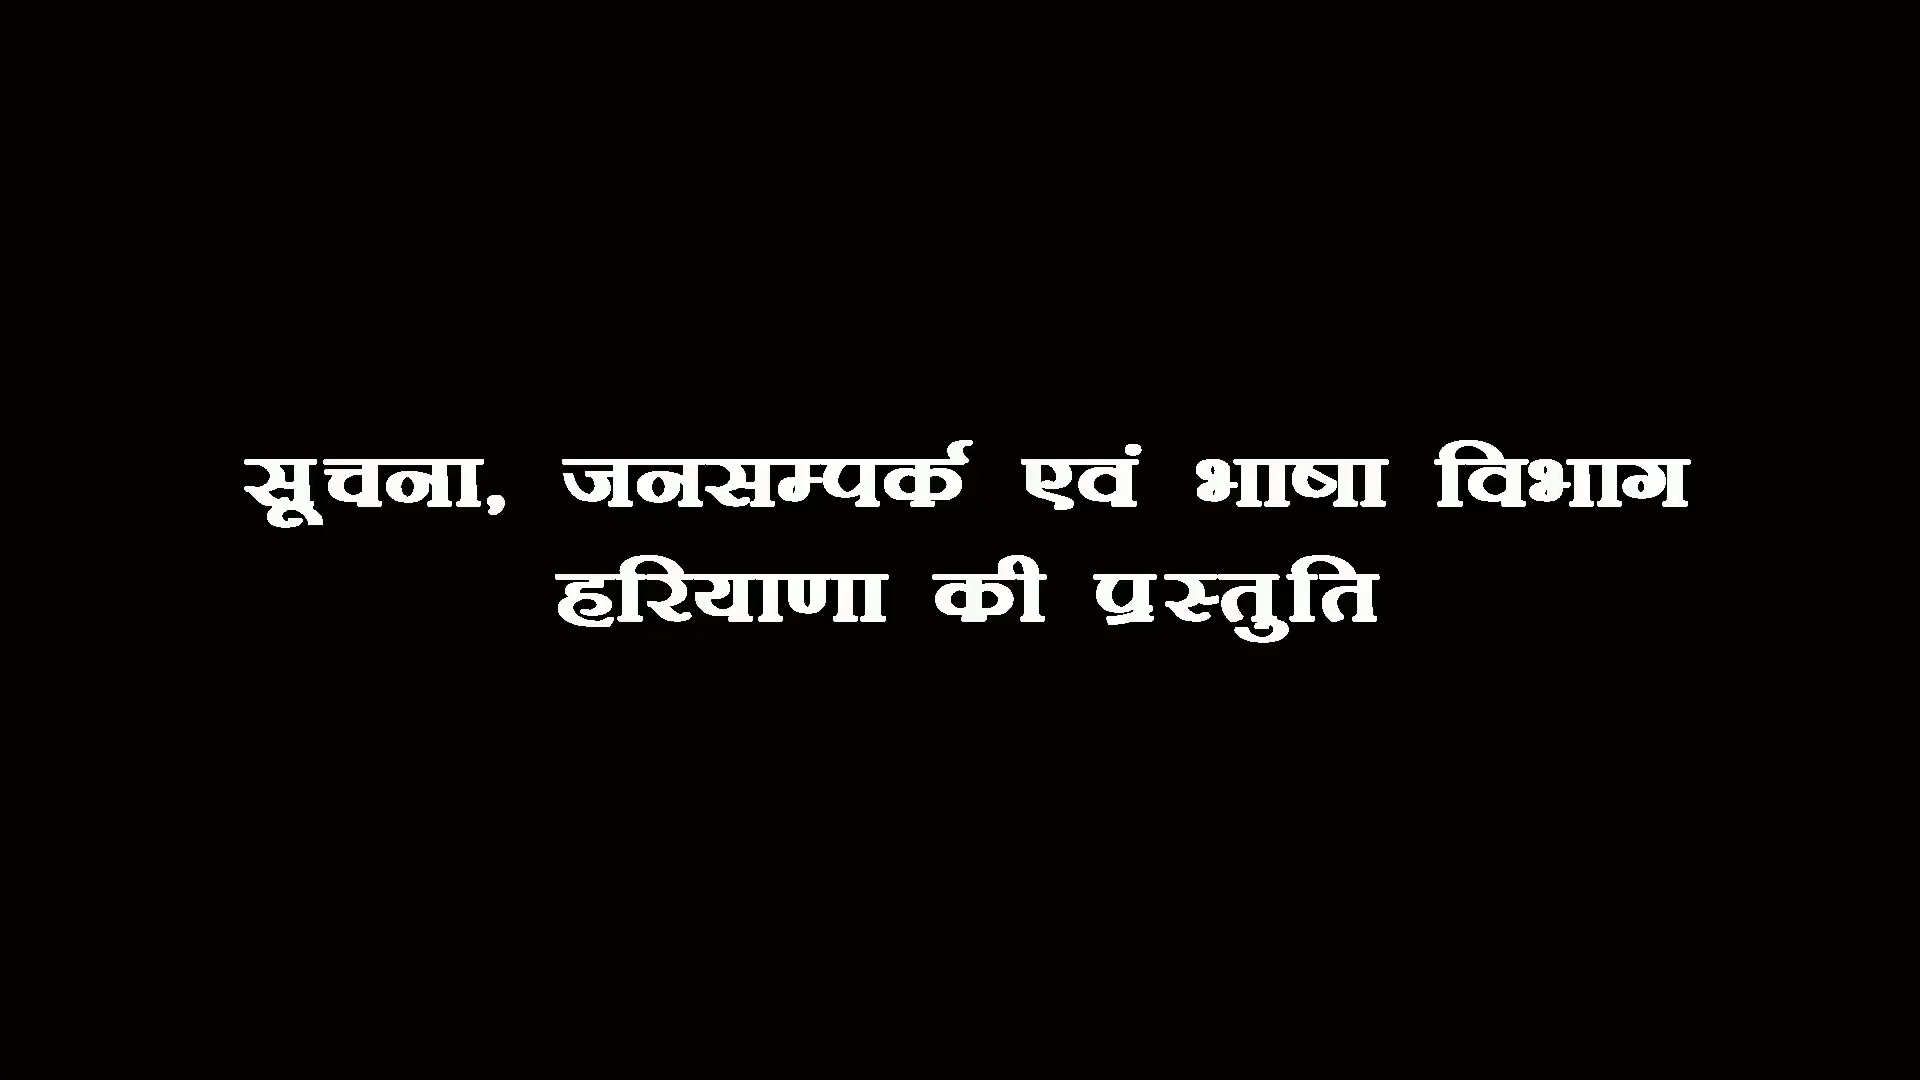 सूचना, जनसम्पर्क एवं भाषा विभाग
हरियाणा की प्रस्तुति